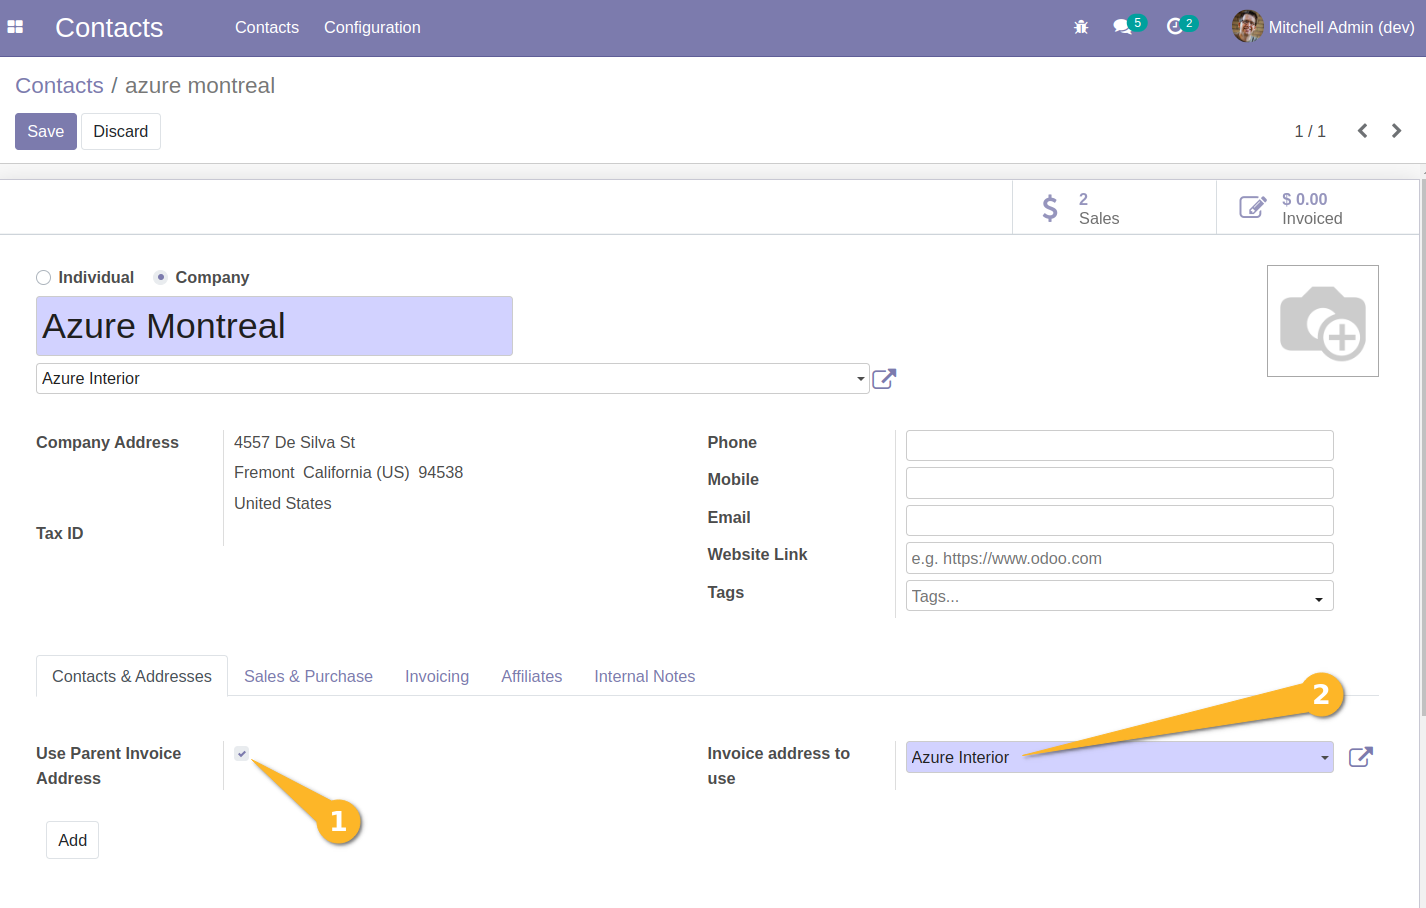 Contacts Contacts Configuration 5 2 Mitchell Admin (dev)
Contacts / azure montreal
Save Discard 1 / 1
2 $ 0.00
Sales Invoiced
Individual Company
Azure Montreal
Azure Interior
Company Address 4557 De Silva St Phone
Fremont California (US) 94538 Mobile
United States Email
Tax ID
Website Link e.g. https://www.odoo.com
Tags Tags...
Contacts & Addresses Sales & Purchase Invoicing Affiliates Internal Notes 2
Use Parent Invoice Invoice address to Azure Interior
Address use
1
Add